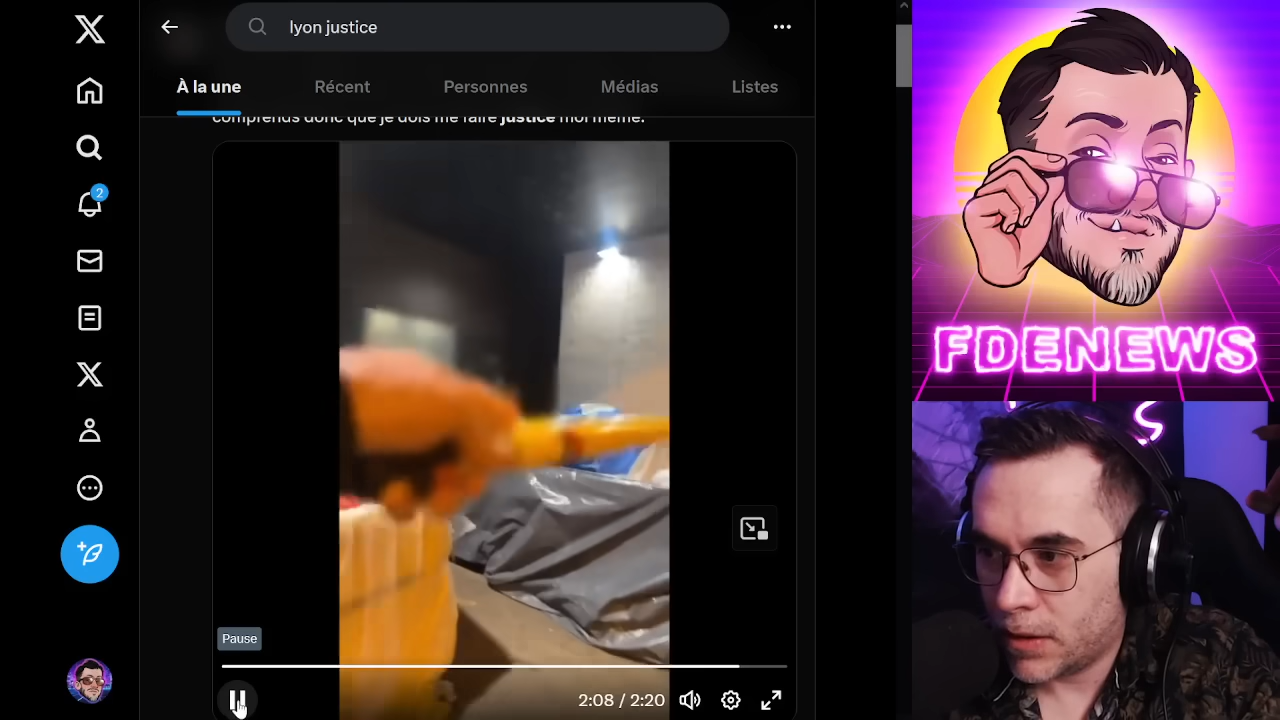 lyon justice
À la une
Récent
Personnes
Médias
Listes
comprends donc que je dois me faire justice moi même.
2
Pause
2:08 / 2:20
FDENEWS